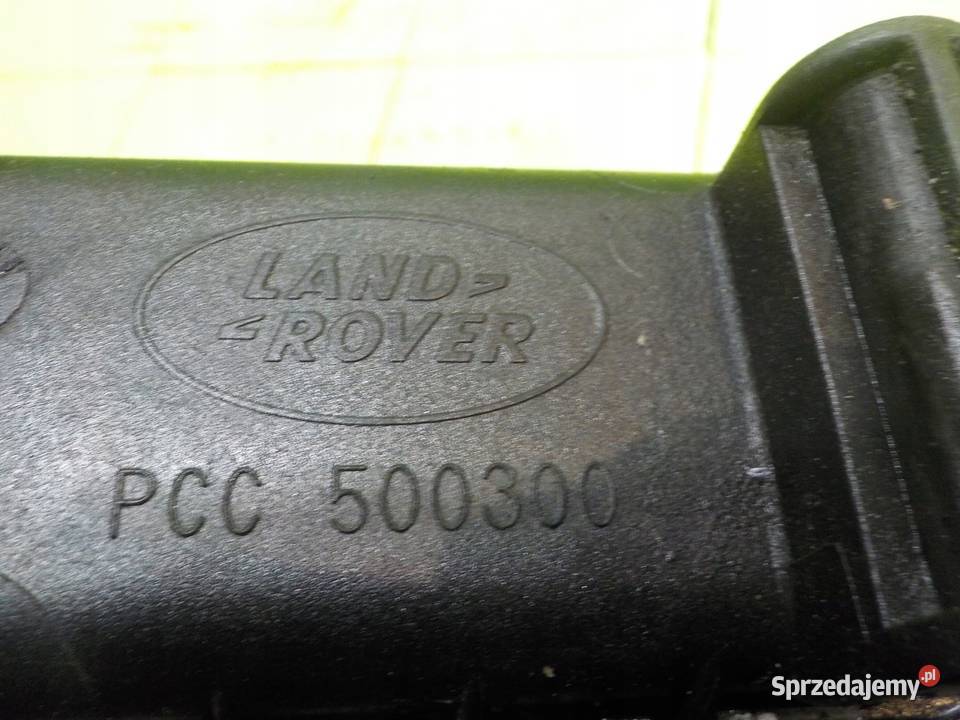 LAND>
<ROVER
PCC 500300
Sprzedajemy.pl